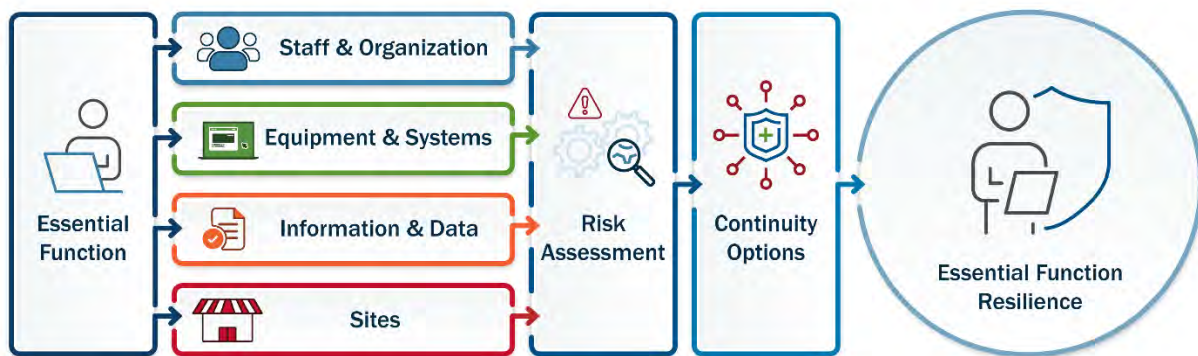 Essential
Function
Staff & Organization
Equipment & Systems
Information & Data
Sites
Risk
Assessment
Continuity
Options
Essential Function
Resilience